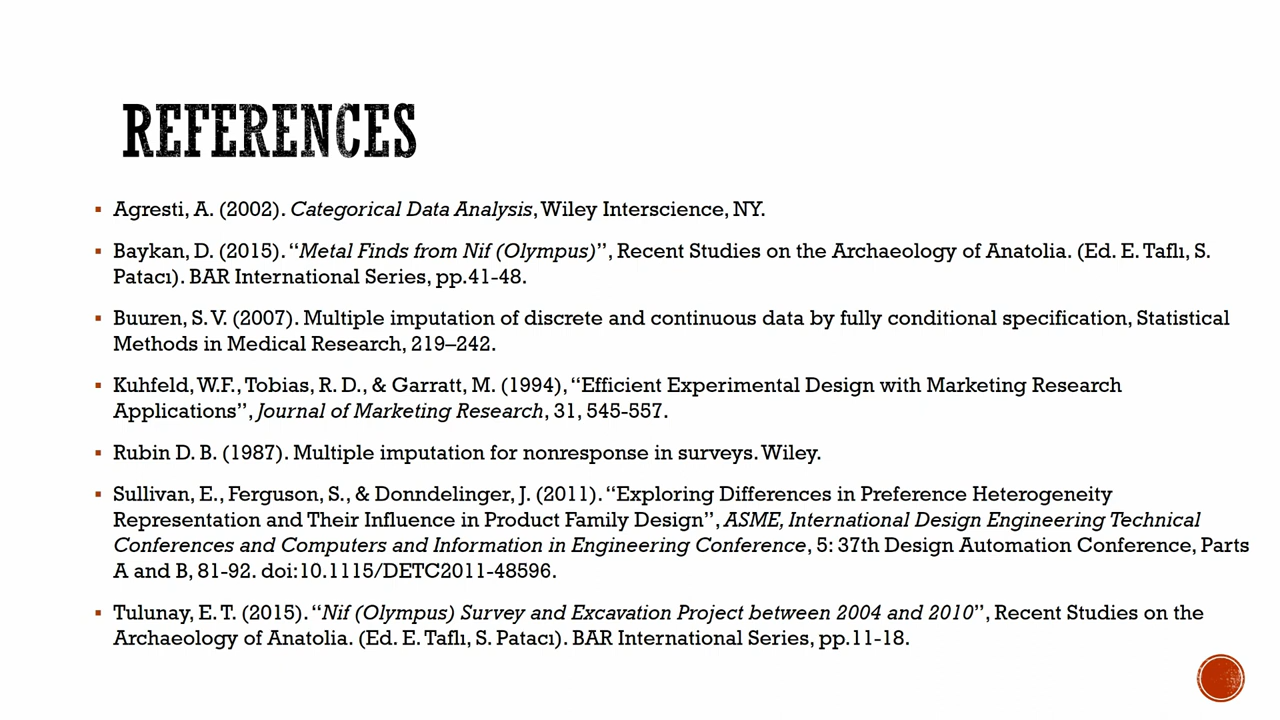 REFERENCES
Agresti, A. (2002). Categorical Data Analysis, Wiley Interscience, NY.
Baykan, D. (2015). “Metal Finds from Nif (Olympus)”, Recent Studies on the Archaeology of Anatolia. (Ed. E. Taflı, S.
Patacı). BAR International Series, pp.41-48.
Buuren, S. V. (2007). Multiple imputation of discrete and continuous data by fully conditional specification, Statistical
Methods in Medical Research, 219–242.
Kuhfeld, W.F., Tobias, R. D., & Garratt, M. (1994), “Efficient Experimental Design with Marketing Research
Applications”, Journal of Marketing Research, 31, 545-557.
Rubin D. B. (1987). Multiple imputation for nonresponse in surveys. Wiley.
Sullivan, E., Ferguson, S., & Donndelinger, J. (2011). “Exploring Differences in Preference Heterogeneity
Representation and Their Influence in Product Family Design”, ASME, International Design Engineering Technical
Conferences and Computers and Information in Engineering Conference, 5: 37th Design Automation Conference, Parts
A and B, 81-92. doi:10.1115/DETC2011-48596.
Tulunay, E. T. (2015). “Nif (Olympus) Survey and Excavation Project between 2004 and 2010”, Recent Studies on the
Archaeology of Anatolia. (Ed. E. Taflı, S. Patacı). BAR International Series, pp.11-18.